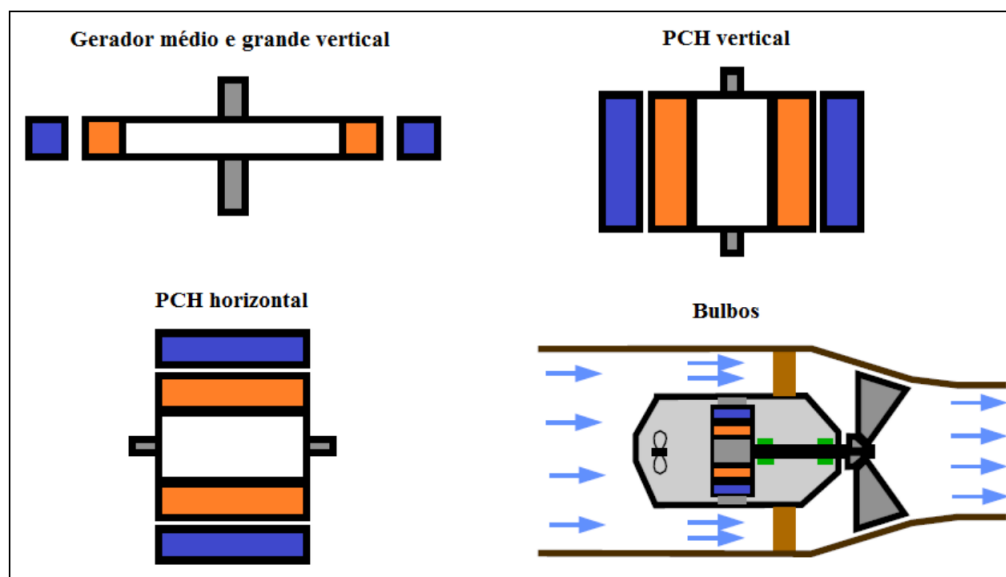 Gerador médio e grande vertical
PCH vertical
PCH horizontal
Bulbos